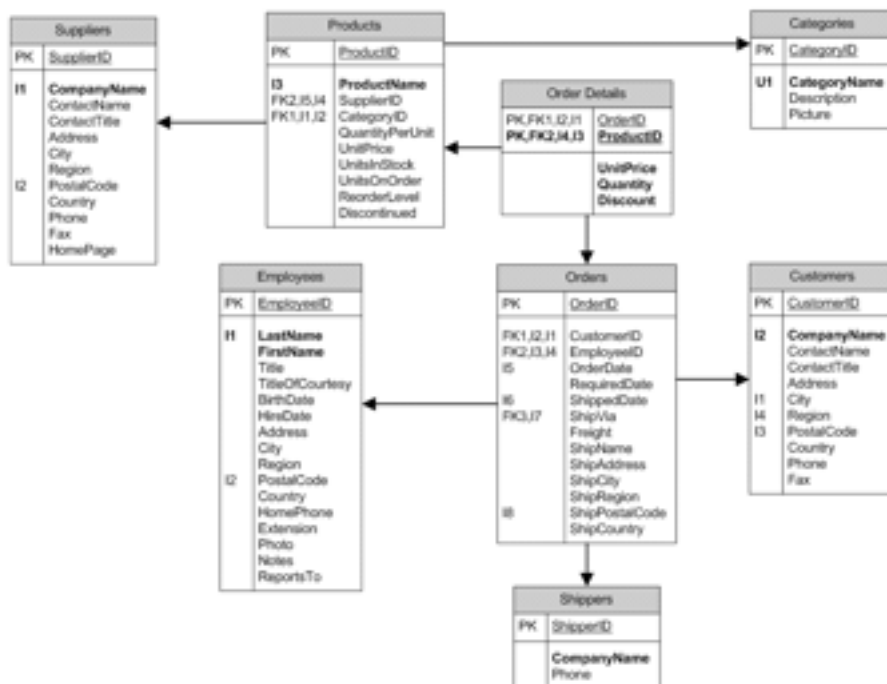 Suppliers
PK SupplierID
I1 CompanyName
ContactName
ContactTitle
Address
City
Region
I2 PostalCode
Country
Phone
Fax
HomePage
Products
PK ProductID
I3 ProductName
FK2,I5,I4 SupplierID
FK1,I1,I2 CategoryID
QuantityPerUnit
UnitPrice
UnitsInStock
UnitsOnOrder
ReorderLevel
Discontinued
Order Details
PK,FK1,I2,I1 OrderID
PK,FK2,I4,I3 ProductID
UnitPrice
Quantity
Discount
Categories
PK CategoryID
U1 CategoryName
Description
Picture
Employees
PK EmployeeID
I1 LastName
FirstName
Title
TitleOfCourtesy
BirthDate
HireDate
Address
City
Region
I2 PostalCode
Country
HomePhone
Extension
Photo
Notes
ReportsTo
Orders
PK OrderID
FK1,I2,I1 CustomerID
FK2,I3,I4 EmployeeID
I5 OrderDate
RequiredDate
I6 ShippedDate
FK3,I7 ShipVia
Freight
ShipName
ShipAddress
ShipCity
ShipRegion
I8 ShipPostalCode
ShipCountry
Customers
PK CustomerID
I2 CompanyName
ContactName
ContactTitle
Address
I1 City
I4 Region
I3 PostalCode
Country
Phone
Fax
Shippers
PK ShipperID
CompanyName
Phone